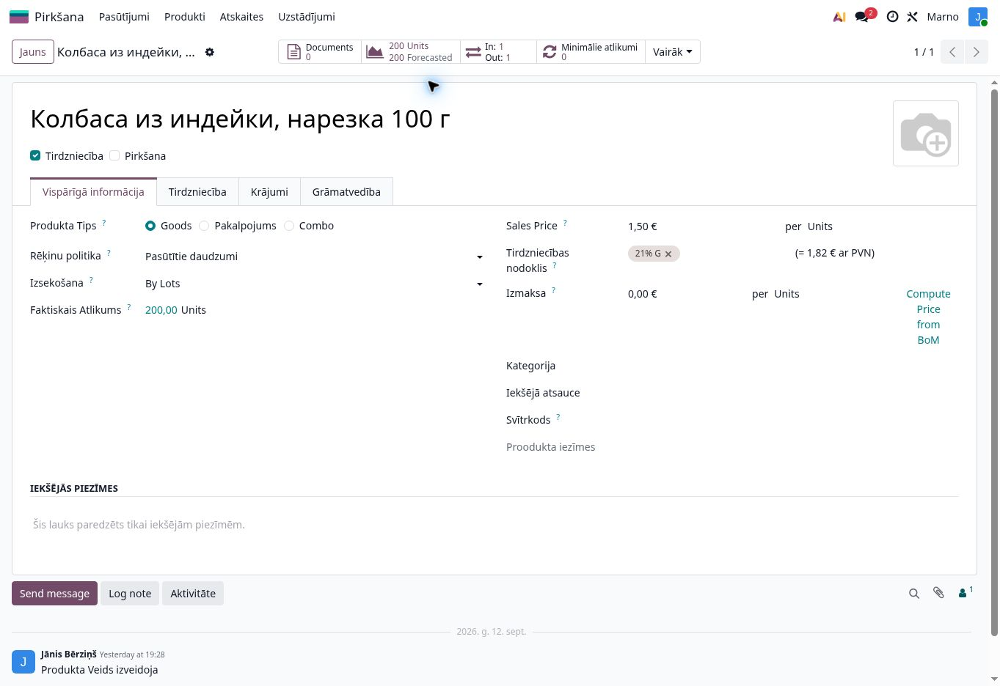 Pirkšana Pasūtījumi Produkti Atskaites Uzstādījumi AI 2 Marno J
Jauns Колбаса из индейки, ... Documents 0 200 Units 200 Forecasted In: 1 Out: 1 Minimālie atlikumi 0 Vairāk 1 / 1
Колбаса из индейки, нарезка 100 г
Tirdzniecība Pirkšana
Vispārīgā informācija Tirdzniecība Krājumi Grāmatvedība
Produkta Tips ? Goods Pakalpojums Combo
Rēķinu politika ? Pasūtītie daudzumi
Izsekošana ? By Lots
Faktiskais Atlikums ? 200,00 Units
Sales Price ? 1,50 € per Units
Tirdzniecības nodoklis ? 21% G (= 1,82 € ar PVN)
Izmaksa ? 0,00 € per Units Compute
Price
from
BoM
Kategorija
Iekšējā atsauce
Svītrkods ?
Proodukta iezīmes
IEKŠĒJĀS PIEZĪMES
Šis lauks paredzēts tikai iekšējām piezīmēm.
Send message Log note Aktivitāte 1
2026. g. 12. sept.
J Jānis Bērziņš Yesterday at 19:28
Produkta Veids izveidoja